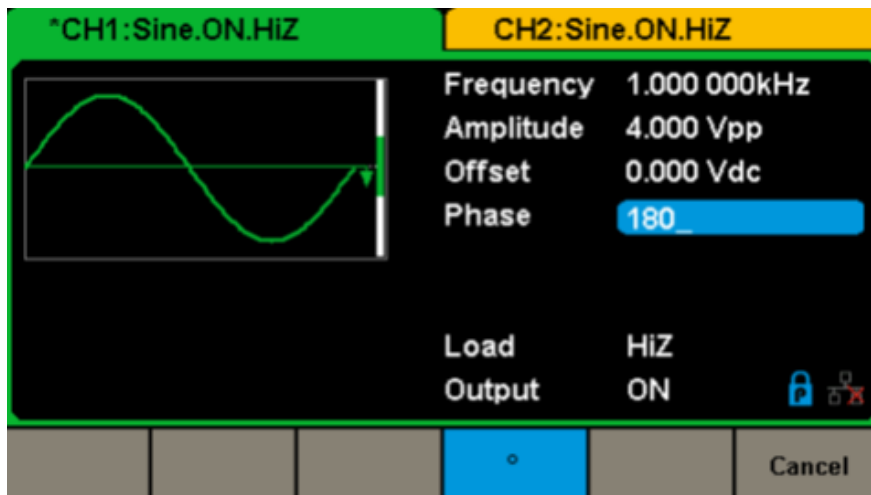 *CH1:Sine.ON.HiZ CH2:Sine.ON.HiZ
Frequency 1.000 000kHz
Amplitude 4.000 Vpp
Offset 0.000 Vdc
Phase 180_
Load HiZ
Output ON P
° Cancel